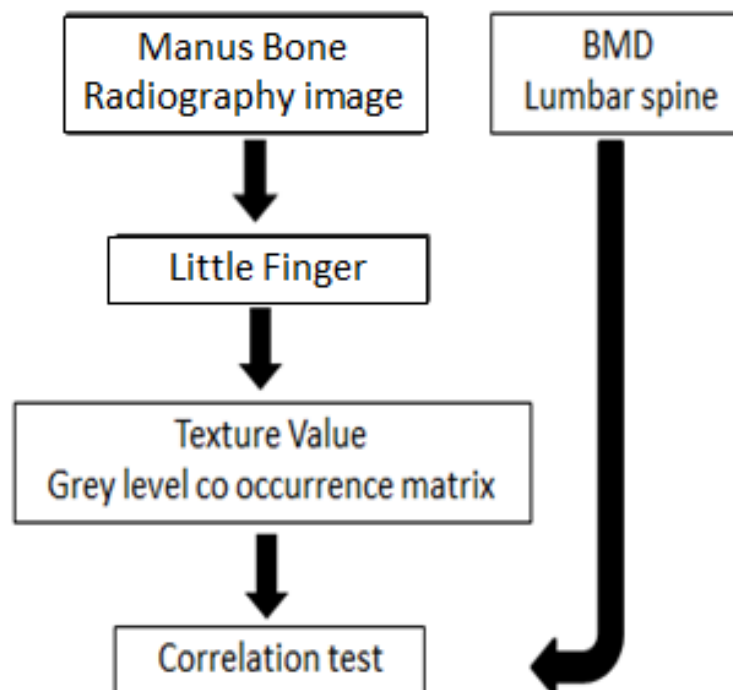 Manus Bone
Radiography image
BMD
Lumbar spine
Little Finger
Texture Value
Grey level co occurrence matrix
Correlation test